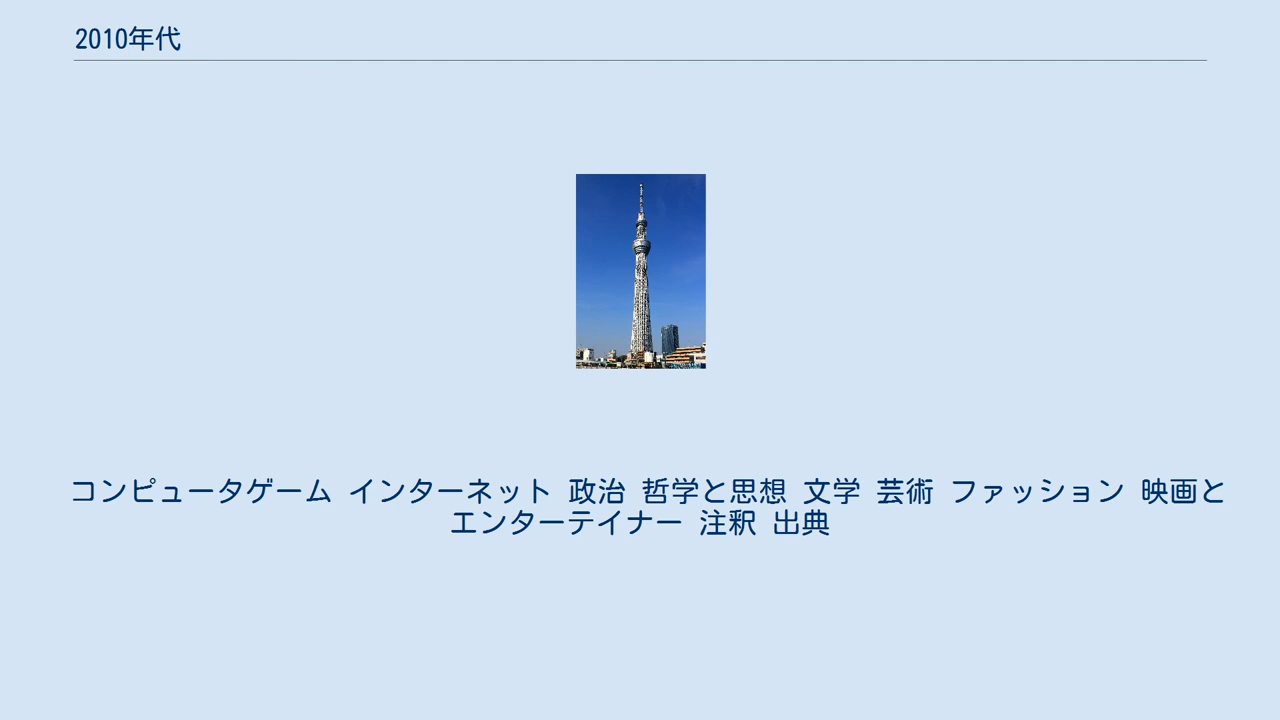 2010年代
コンピュータゲーム インターネット 政治 哲学と思想 文学 芸術 ファッション 映画と
エンターテイナー 注釈 出典